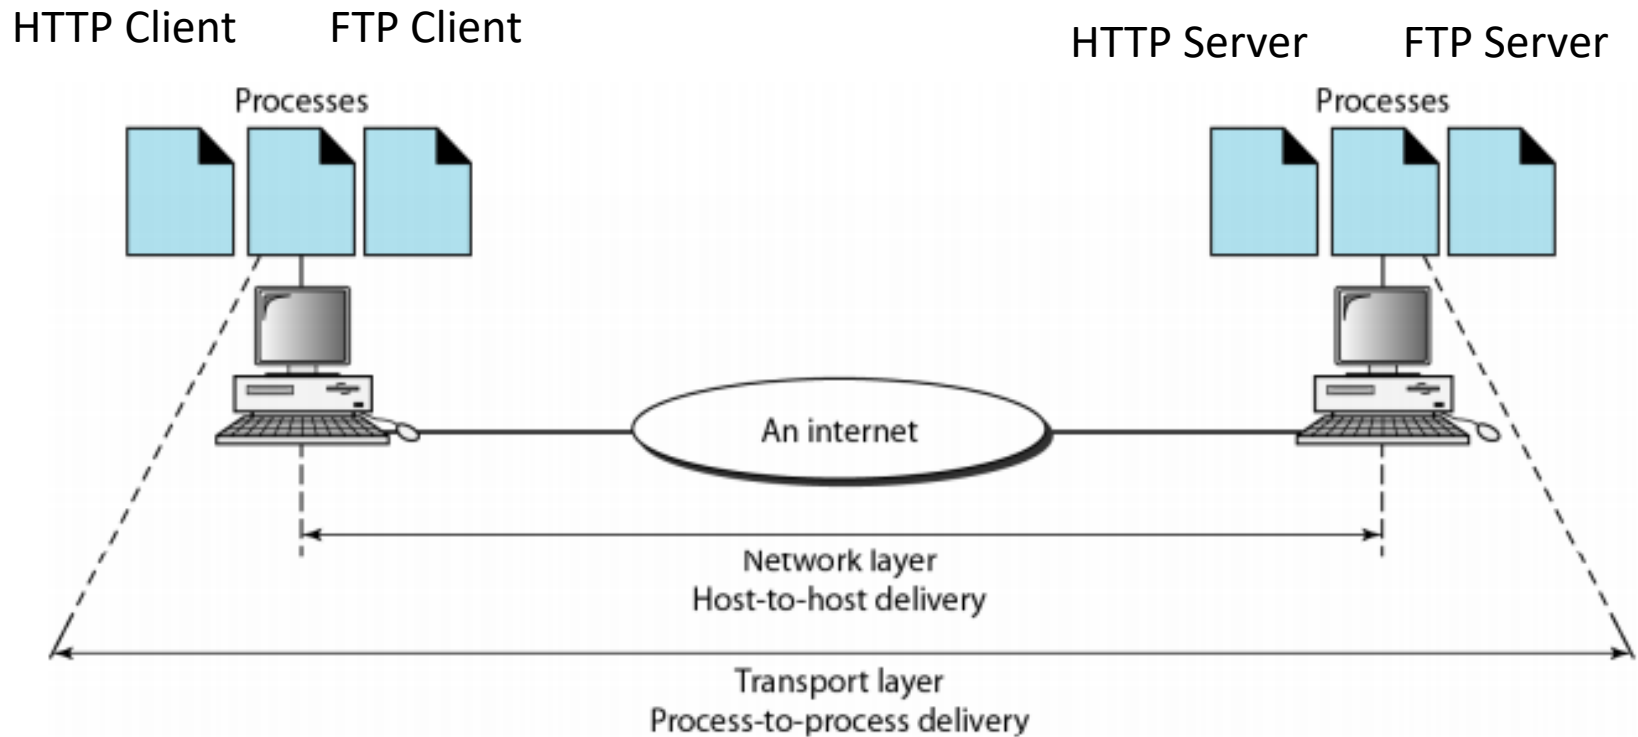 HTTP Client FTP Client
HTTP Server FTP Server
Processes
Processes
An internet
Network layer
Host-to-host delivery
Transport layer
Process-to-process delivery